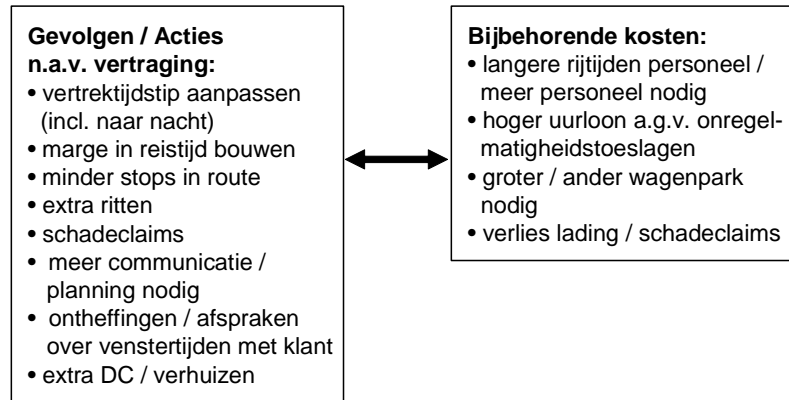 Gevolgen / Acties
n.a.v. vertraging:
• vertrektijdstip aanpassen
(incl. naar nacht)
• marge in reistijd bouwen
• minder stops in route
• extra ritten
• schadeclaims
• meer communicatie /
planning nodig
• ontheffingen / afspraken
over venstertijden met klant
• extra DC / verhuizen
Bijbehorende kosten:
• langere rijtijden personeel /
meer personeel nodig
• hoger uurloon a.g.v. onregel-
matigheidstoeslagen
• groter / ander wagenpark
nodig
• verlies lading / schadeclaims